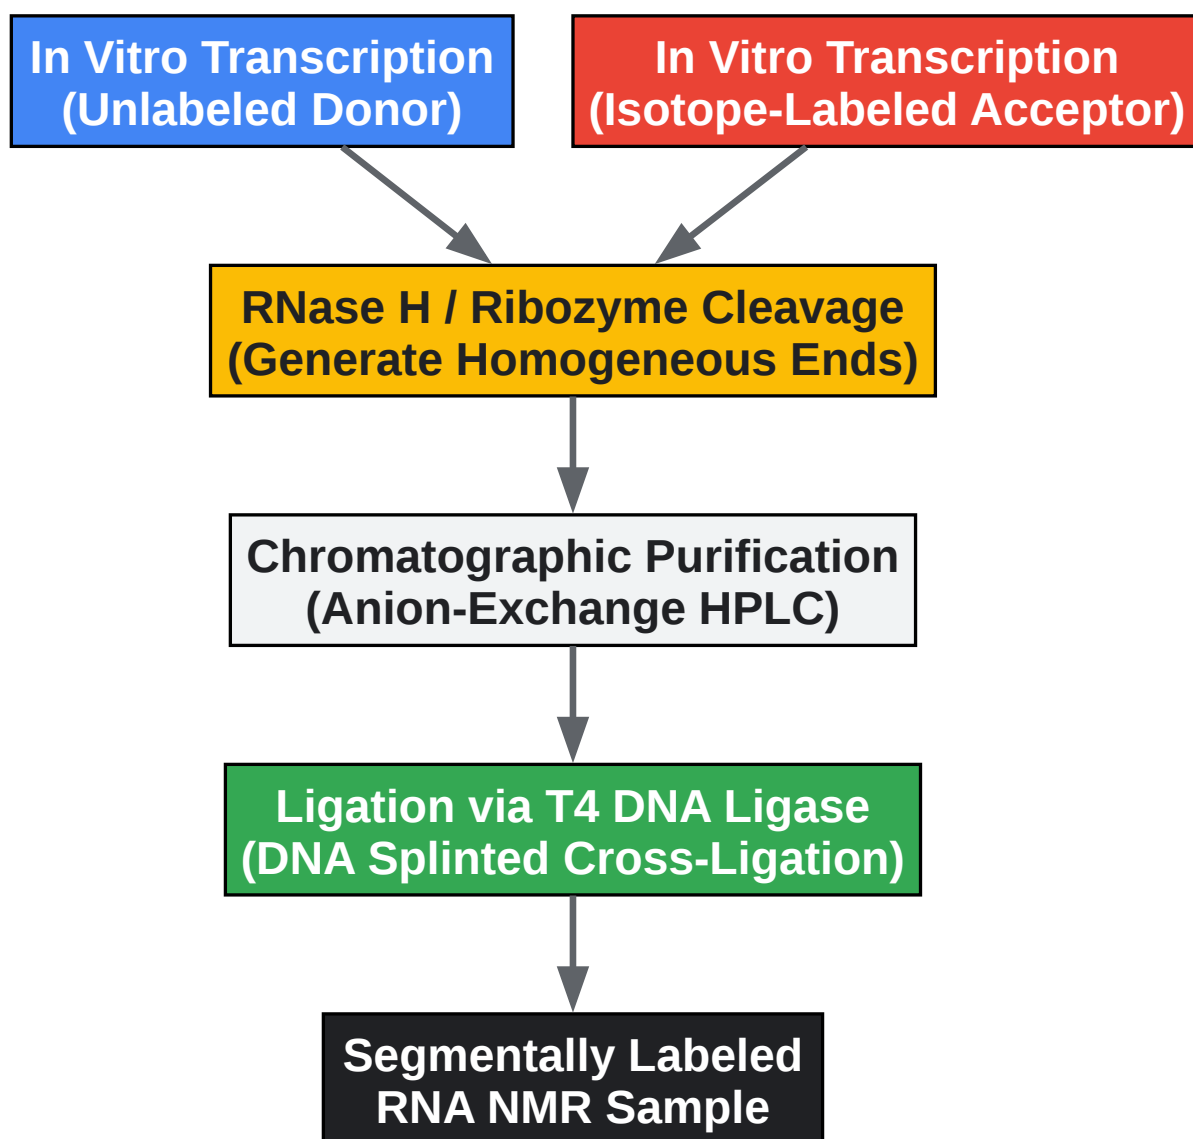 In Vitro Transcription
(Unlabeled Donor)
In Vitro Transcription
(Isotope-Labeled Acceptor)
RNase H / Ribozyme Cleavage
(Generate Homogeneous Ends)
Chromatographic Purification
(Anion-Exchange HPLC)
Ligation via T4 DNA Ligase
(DNA Splinted Cross-Ligation)
Segmentally Labeled
RNA NMR Sample